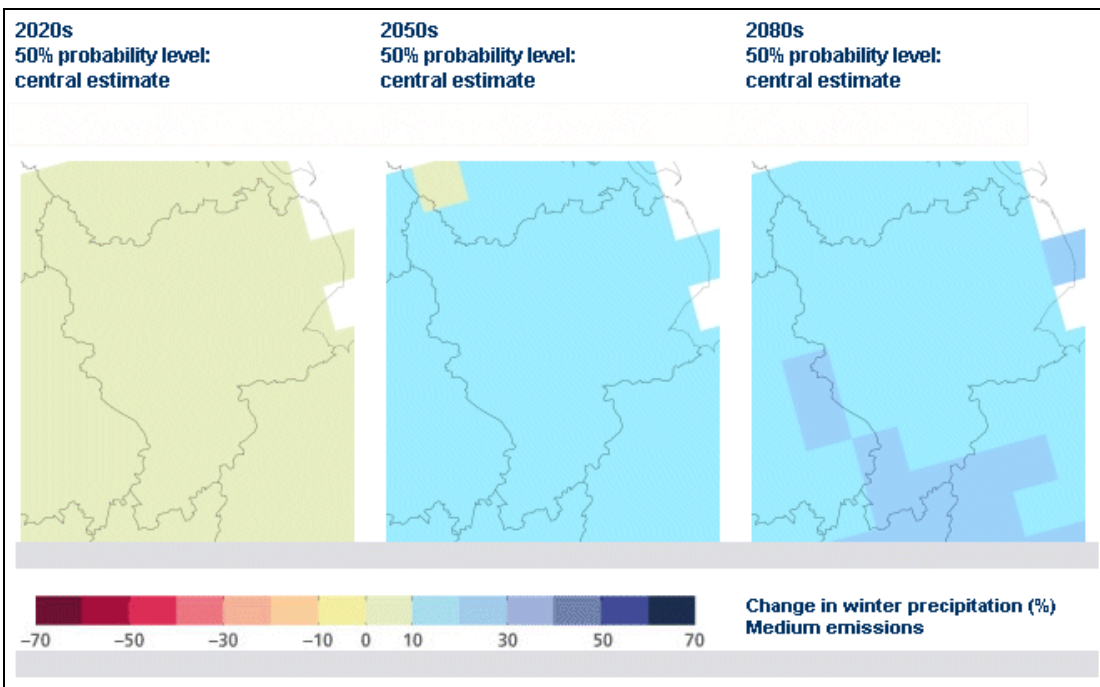 2020s
50% probability level:
central estimate
2050s
50% probability level:
central estimate
2080s
50% probability level:
central estimate
–70 –50 –30 –10 0 10 30 50 70
Change in winter precipitation (%)
Medium emissions